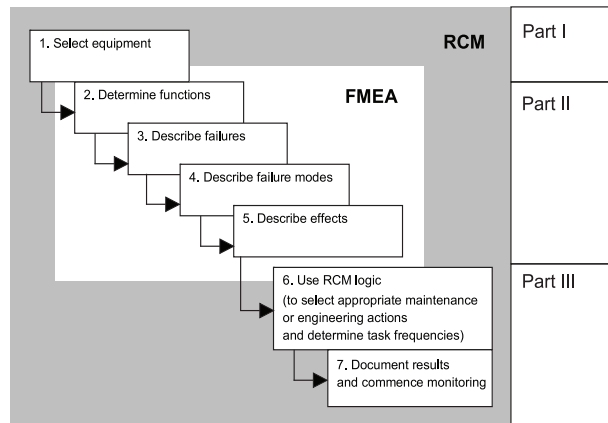 1. Select equipment
RCM
Part I
2. Determine functions
FMEA
Part II
3. Describe failures
4. Describe failure modes
5. Describe effects
6. Use RCM logic
(to select appropriate maintenance
or engineering actions
and determine task frequencies)
Part III
7. Document results
and commence monitoring